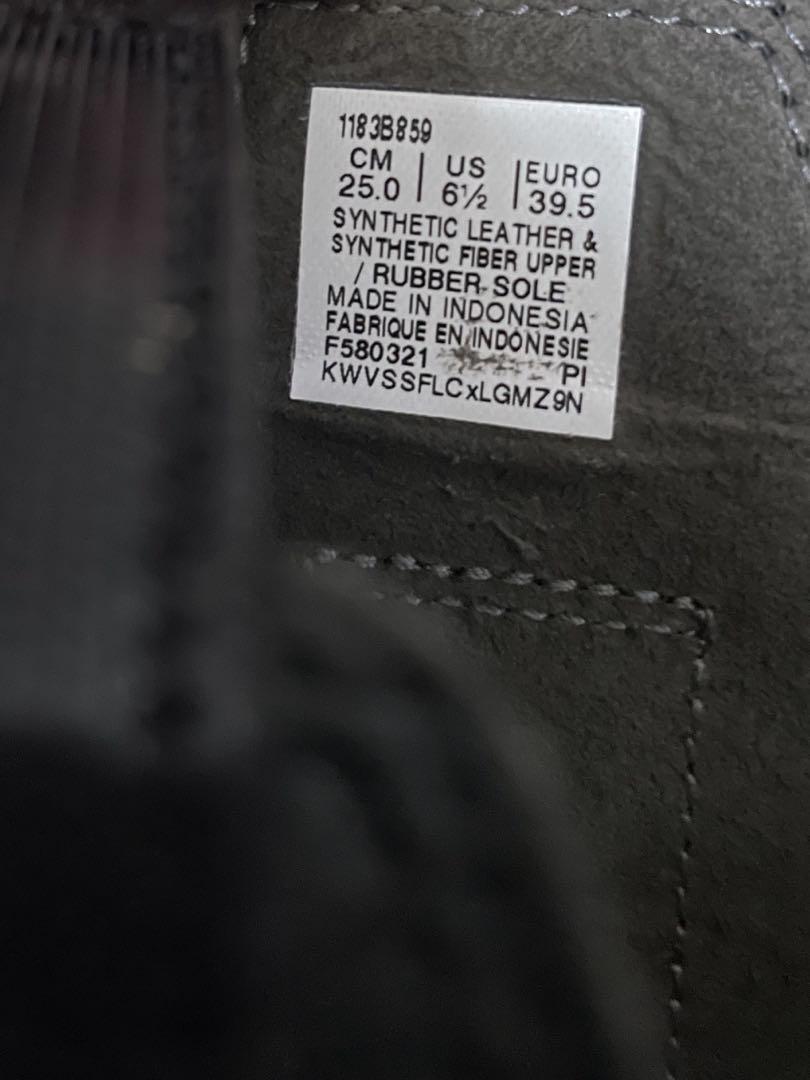 1183B859
CM | US | EURO
25.0 | 6½ | 39.5
SYNTHETIC LEATHER &
SYNTHETIC FIBER UPPER
/ RUBBER SOLE
MADE IN INDONESIA
FABRIQUE EN INDONESIE
F580321 PI
KWVSSFLCxLGMZ9N